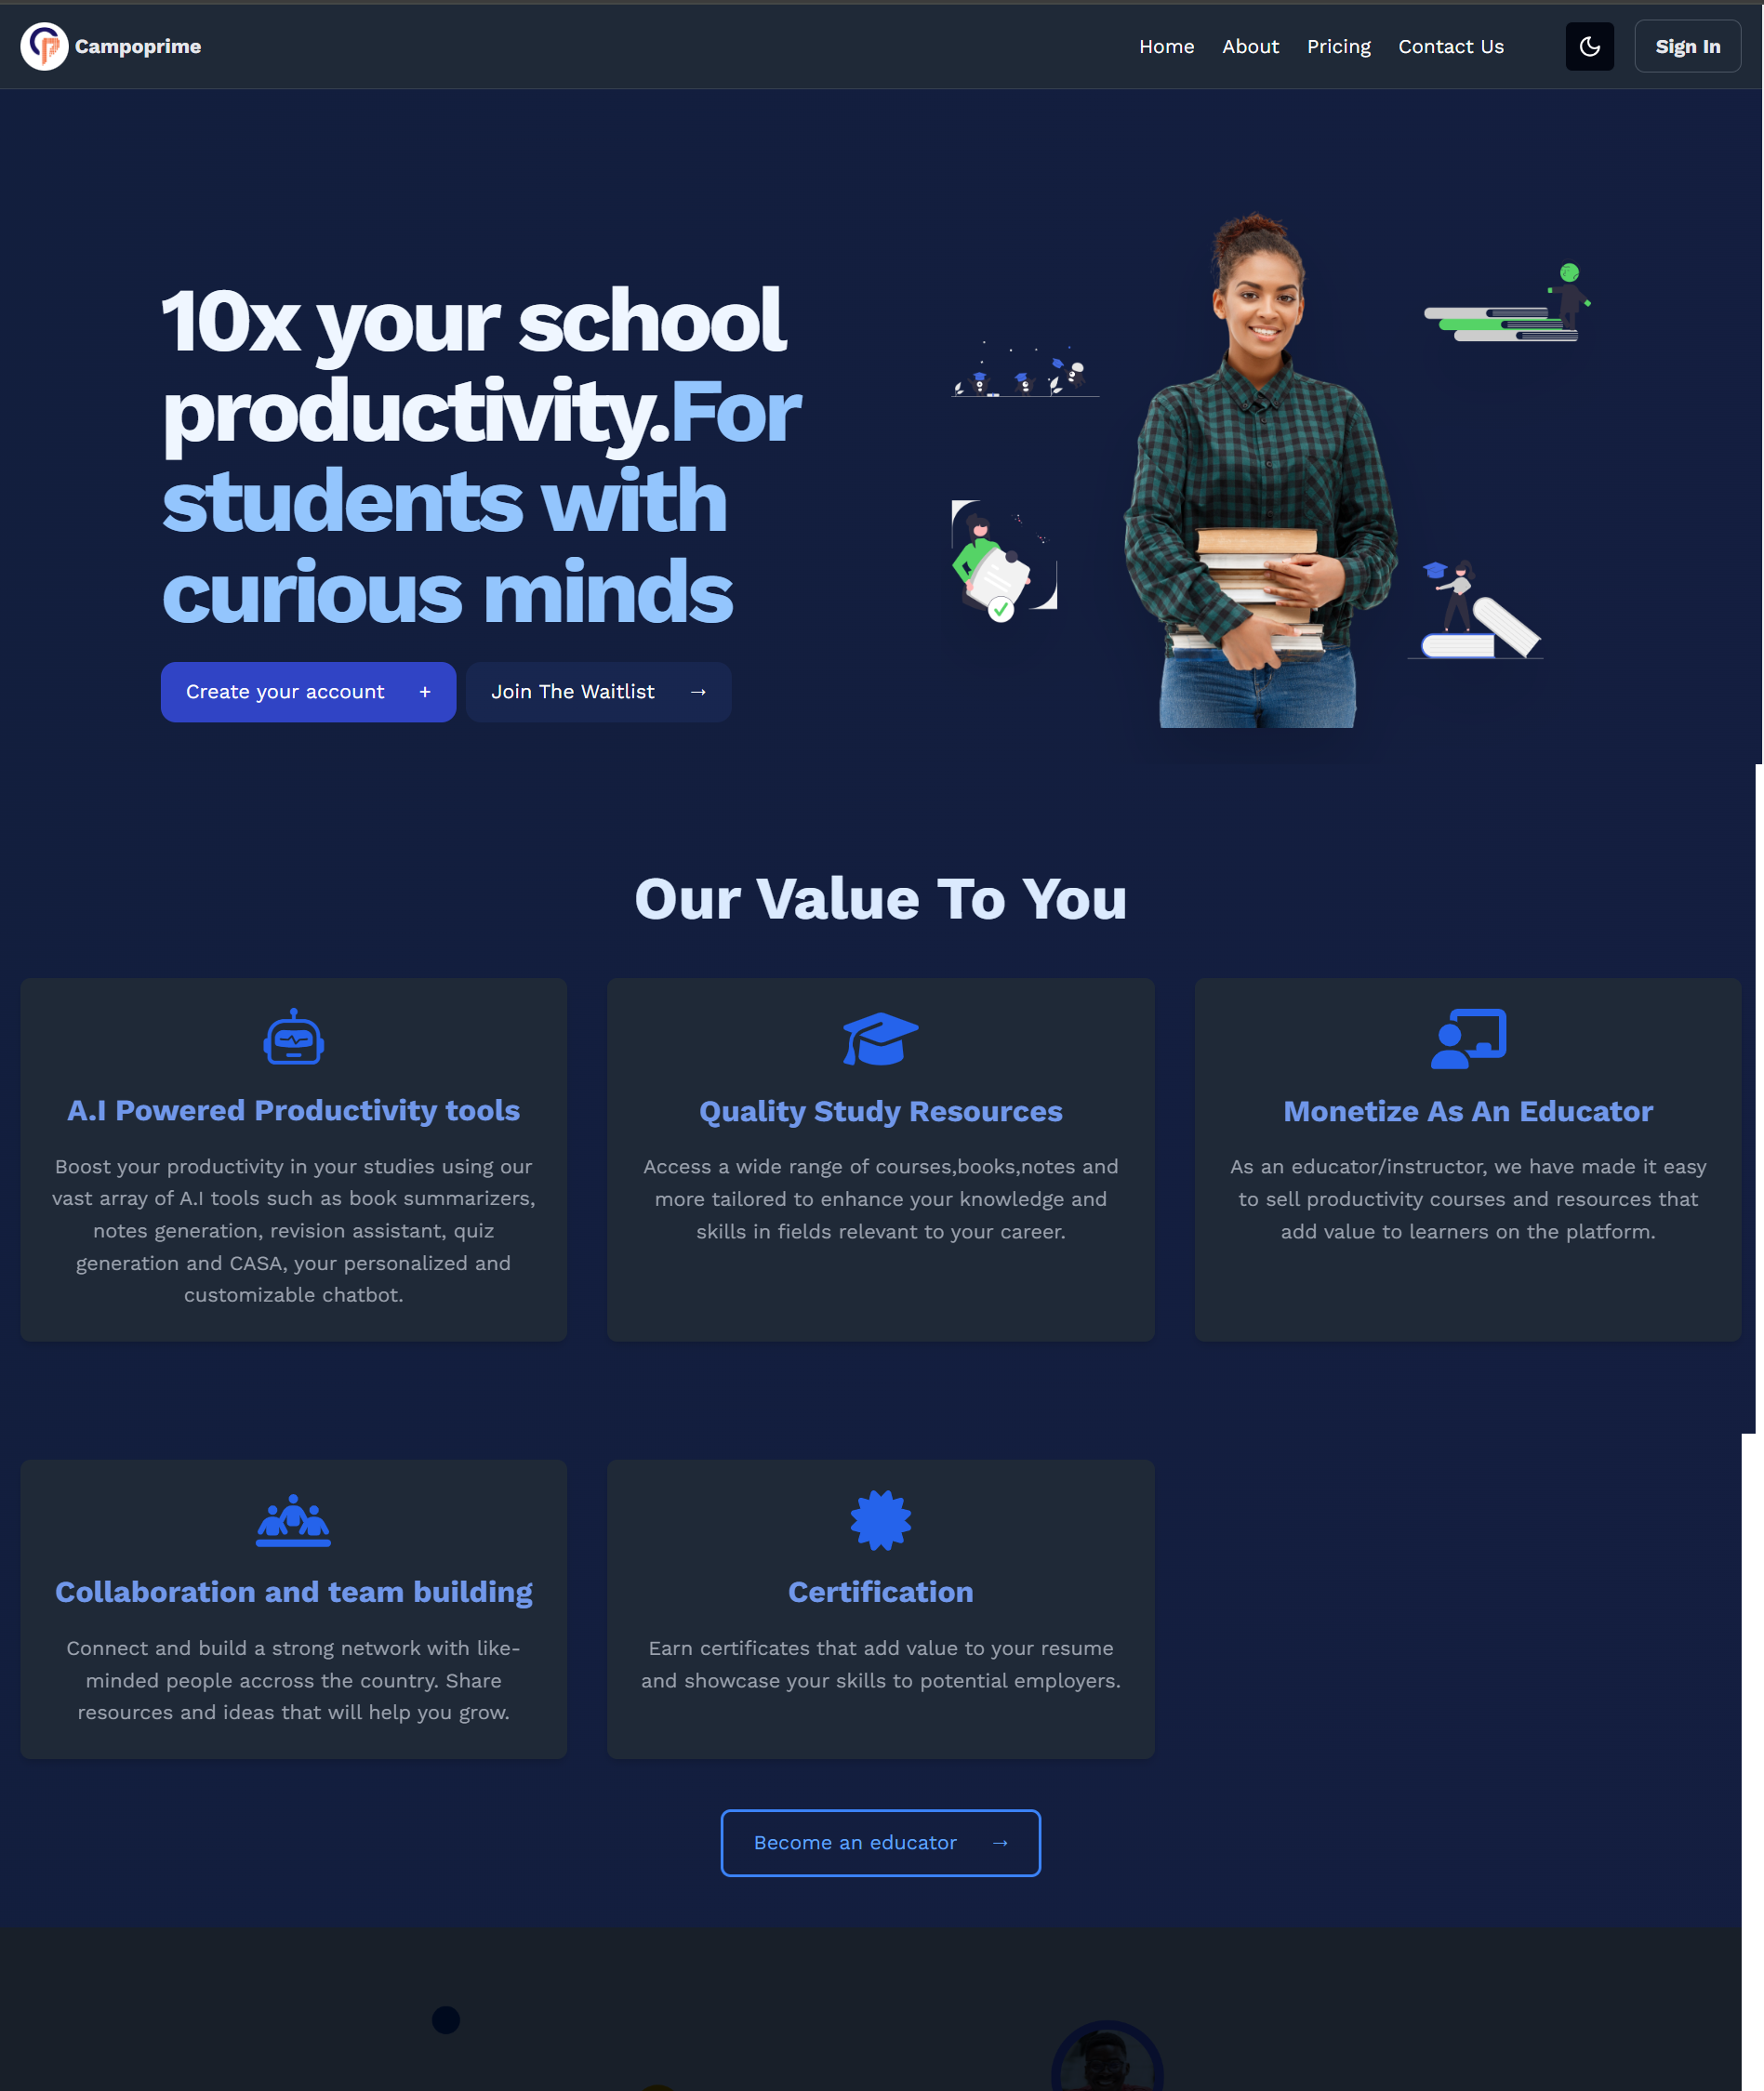 Campoprime
Home
About
Pricing
Contact Us
Sign In
10x your school
productivity.For
students with
curious minds
Create your account +
Join The Waitlist →
Our Value To You
A.I Powered Productivity tools
Boost your productivity in your studies using our
vast array of A.I tools such as book summarizers,
notes generation, revision assistant, quiz
generation and CASA, your personalized and
customizable chatbot.
Quality Study Resources
Access a wide range of courses,books,notes and
more tailored to enhance your knowledge and
skills in fields relevant to your career.
Monetize As An Educator
As an educator/instructor, we have made it easy
to sell productivity courses and resources that
add value to learners on the platform.
Collaboration and team building
Connect and build a strong network with like-
minded people accross the country. Share
resources and ideas that will help you grow.
Certification
Earn certificates that add value to your resume
and showcase your skills to potential employers.
Become an educator →